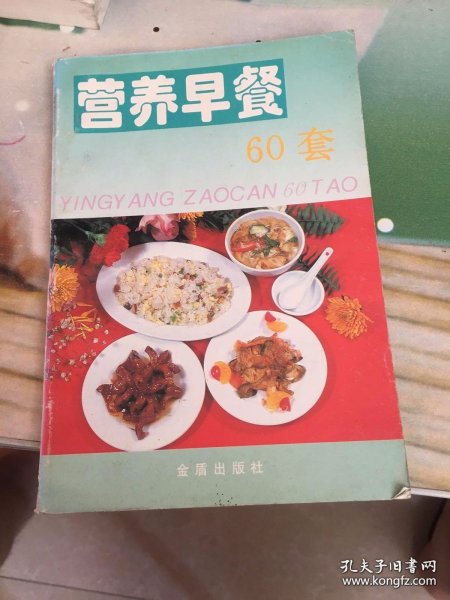 营养早餐
60套
YINGYANG ZAOCAN 60 TAO
金盾出版社
孔夫子旧书网
www.kongfz.com